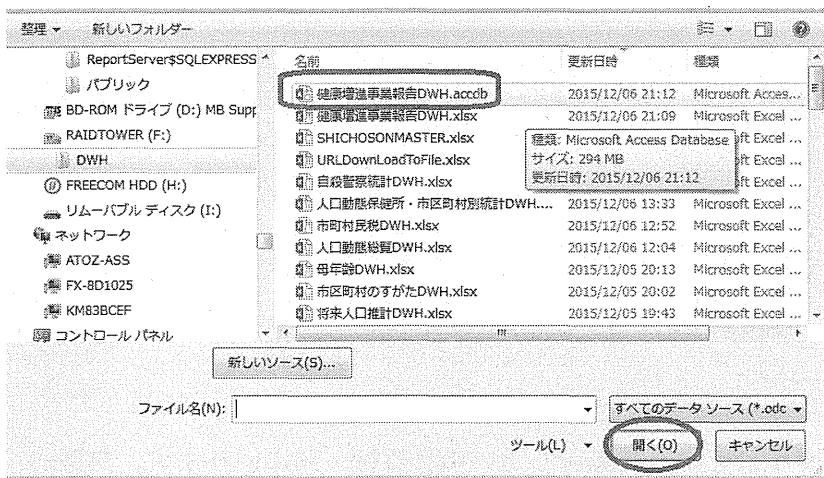 整理 新しいフォルダー
ReportServer$SQLEXPRESS
パブリック
BD-ROM ドライブ (D:) MB Supp
RAIDTOWER (F:)
DWH
FREECOM HDD (H:)
リムーバブル ディスク (I:)
ネットワーク
ATOZ-ASS
FX-8D1025
KM83BCEF
コントロール パネル
名前 更新日時 種類
健康増進事業報告DWH.accdb 2015/12/06 21:12 Microsoft Acces...
健康増進事業報告DWH.xlsx 2015/12/06 21:09 Microsoft Excel ...
SHICHOSONMASTER.xlsx ft Excel ...
URLDownLoadToFile.xlsx ft Excel ...
自殺警察統計DWH.xlsx ft Excel ...
人口動態保健所・市区町村別統計DWH.... 2015/12/06 13:33 Microsoft Excel ...
市町村民税DWH.xlsx 2015/12/06 12:52 Microsoft Excel ...
人口動態総覧DWH.xlsx 2015/12/06 12:04 Microsoft Excel ...
母年齢DWH.xlsx 2015/12/05 20:13 Microsoft Excel ...
市区町村のすがたDWH.xlsx 2015/12/05 20:02 Microsoft Excel ...
将来人口推計DWH.xlsx 2015/12/05 19:43 Microsoft Excel ...
種類: Microsoft Access Database
サイズ: 294 MB
更新日時: 2015/12/06 21:12
新しいソース(S)...
ファイル名(N): すべてのデータ ソース (*.odc
ツール(L) 開く(O) キャンセル